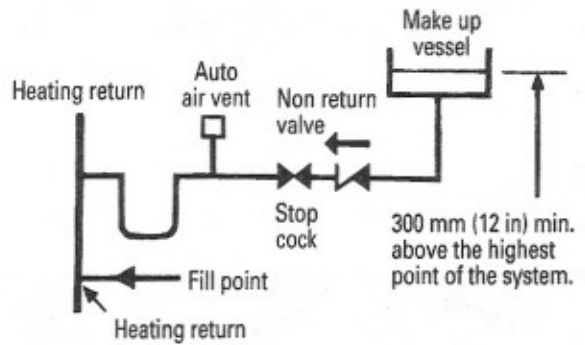 Make up
vessel
Auto
air vent
Heating return
Non return
valve
Stop
cock
300 mm (12 in) min.
above the highest
point of the system.
Fill point
Heating return